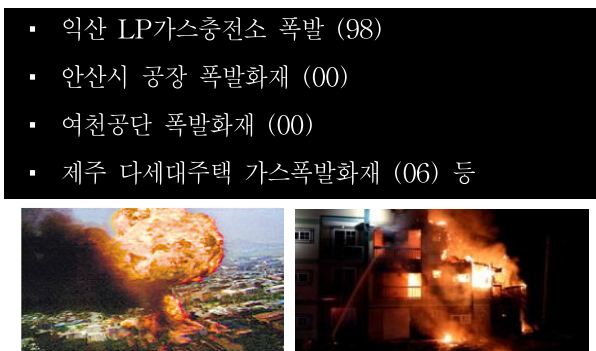 ▪ 익산 LP가스충전소 폭발 (98)
▪ 안산시 공장 폭발화재 (00)
▪ 여천공단 폭발화재 (00)
▪ 제주 다세대주택 가스폭발화재 (06) 등